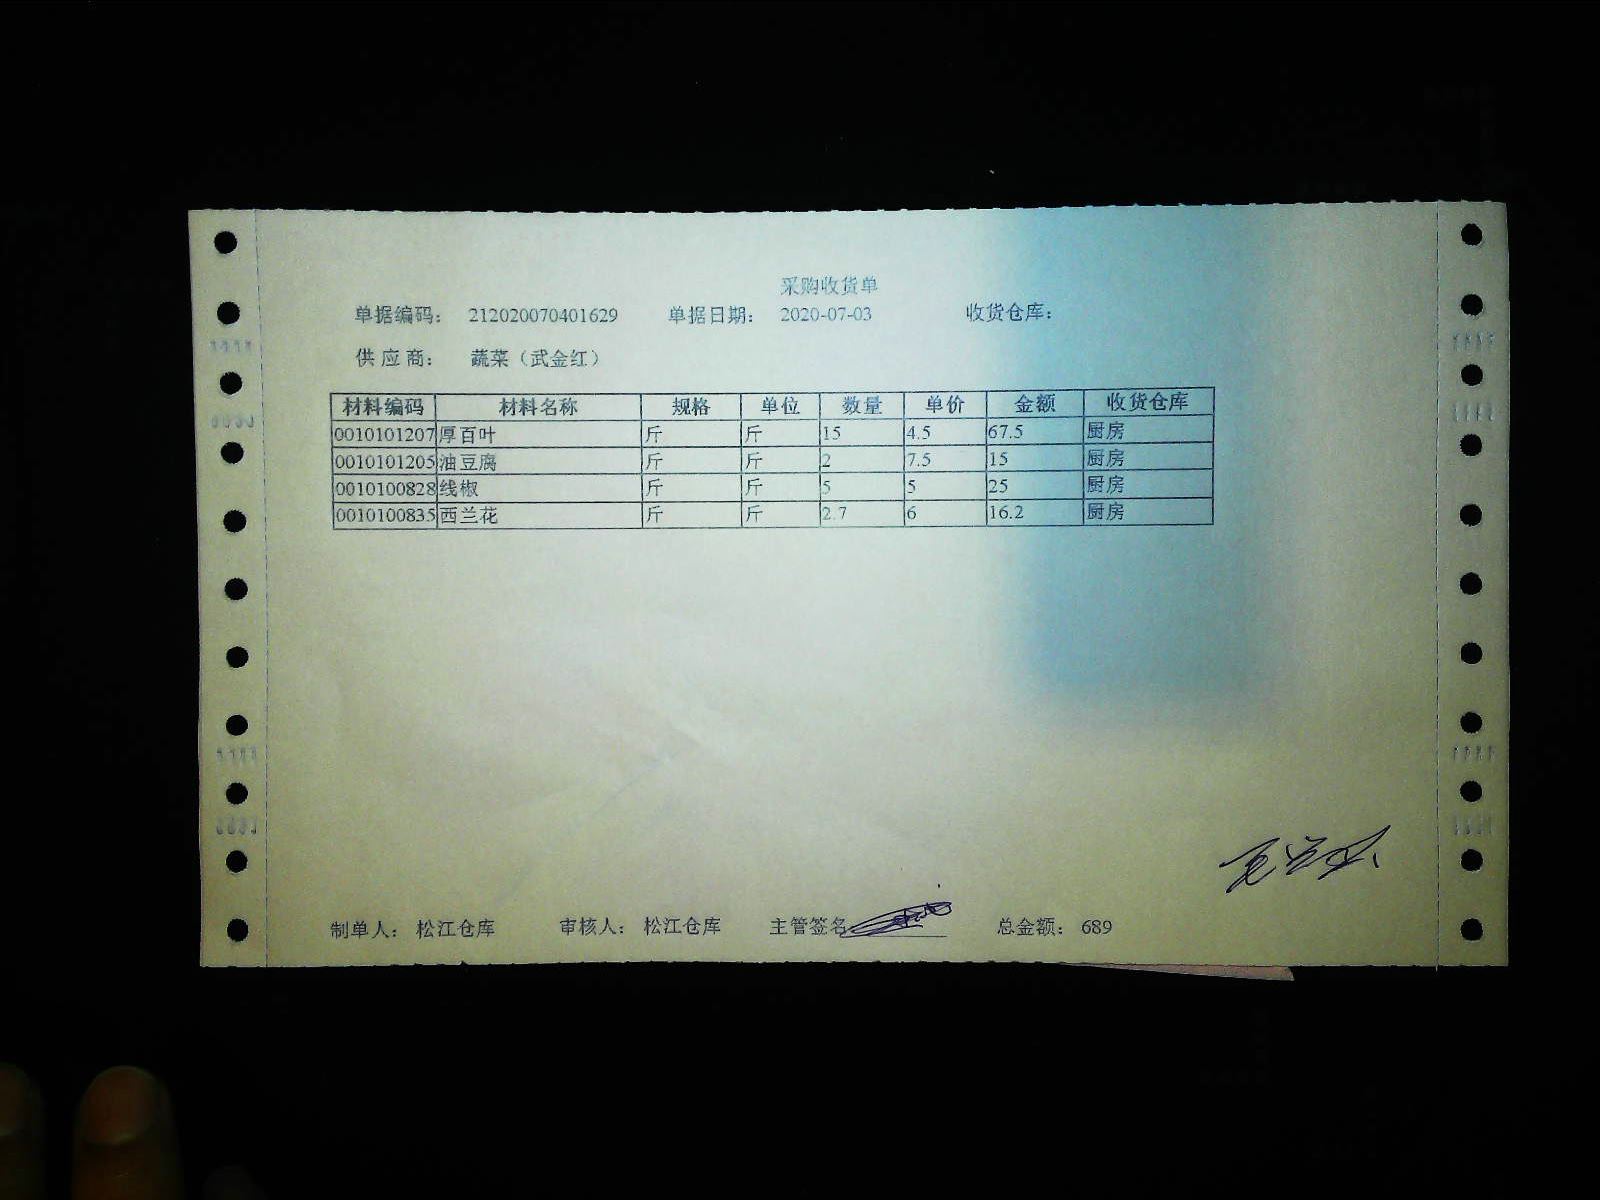 采购收货单
单据编码： 212020070401629 单据日期： 2020-07-03 收货仓库：
供 应 商： 蔬菜（武金红）
材料编码 材料名称 规格 单位 数量 单价 金额 收货仓库
0010101207 厚百叶 斤 斤 15 4.5 67.5 厨房
0010101205 油豆腐 斤 斤 2 7.5 15 厨房
0010100828 线椒 斤 斤 5 5 25 厨房
0010100835 西兰花 斤 斤 2.7 6 16.2 厨房
制单人： 松江仓库 审核人： 松江仓库 主管签名 总金额： 689